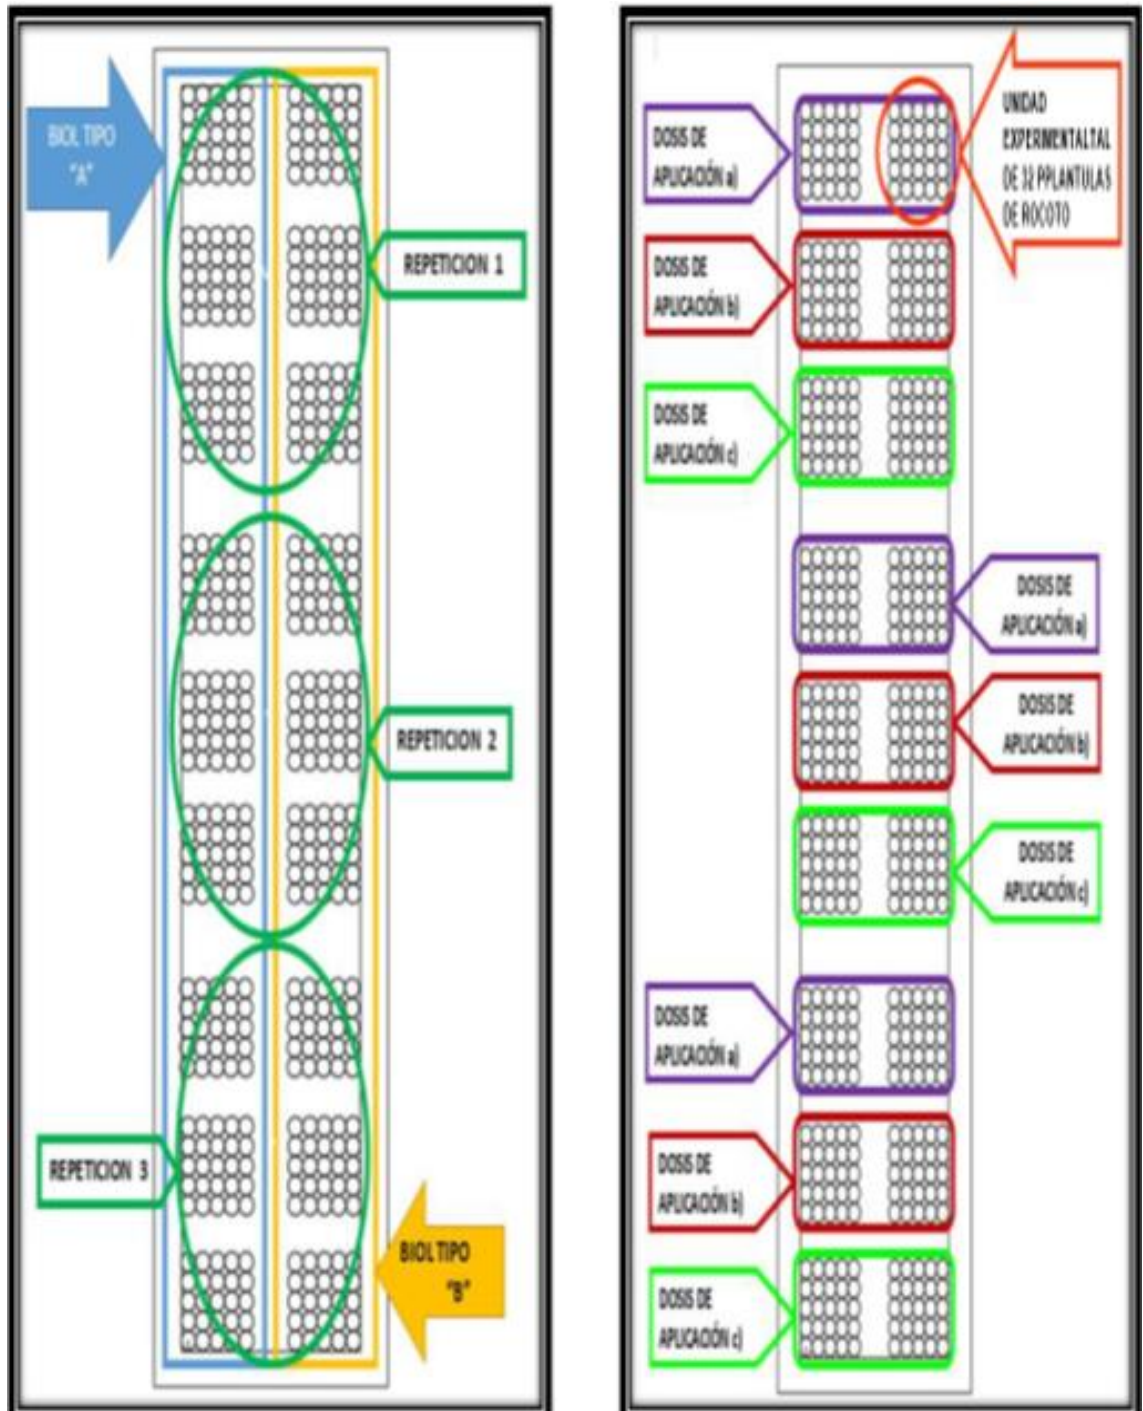 BIOL TIPO
"A"
REPETICION 1
REPETICION 2
REPETICION 3
BIOL TIPO
"B"
DOSIS DE
APLICACIÓN a)
UNIDAD
EXPERIMENTALTAL
DE 32 PPLANTULAS
DE ROCOTO
DOSIS DE
APLICACIÓN b)
DOSIS DE
APLICACIÓN c)
DOSIS DE
APLICACIÓN a)
DOSIS DE
APLICACIÓN b)
DOSIS DE
APLICACIÓN c)
DOSIS DE
APLICACIÓN a)
DOSIS DE
APLICACIÓN b)
DOSIS DE
APLICACIÓN c)